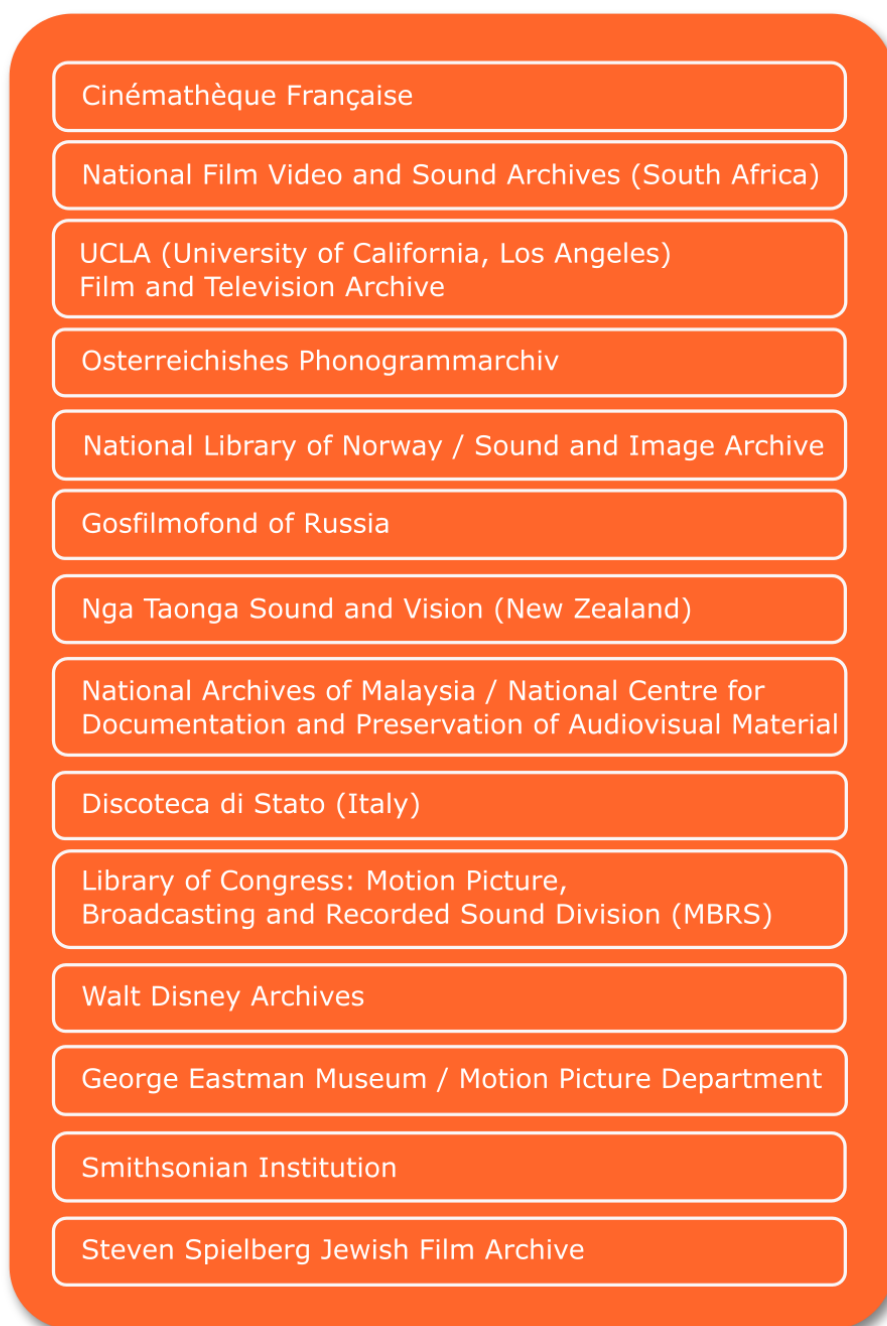 Cinémathèque Française
National Film Video and Sound Archives (South Africa)
UCLA (University of California, Los Angeles)
Film and Television Archive
Osterreichishes Phonogrammarchiv
National Library of Norway / Sound and Image Archive
Gosfilmofond of Russia
Nga Taonga Sound and Vision (New Zealand)
National Archives of Malaysia / National Centre for
Documentation and Preservation of Audiovisual Material
Discoteca di Stato (Italy)
Library of Congress: Motion Picture,
Broadcasting and Recorded Sound Division (MBRS)
Walt Disney Archives
George Eastman Museum / Motion Picture Department
Smithsonian Institution
Steven Spielberg Jewish Film Archive